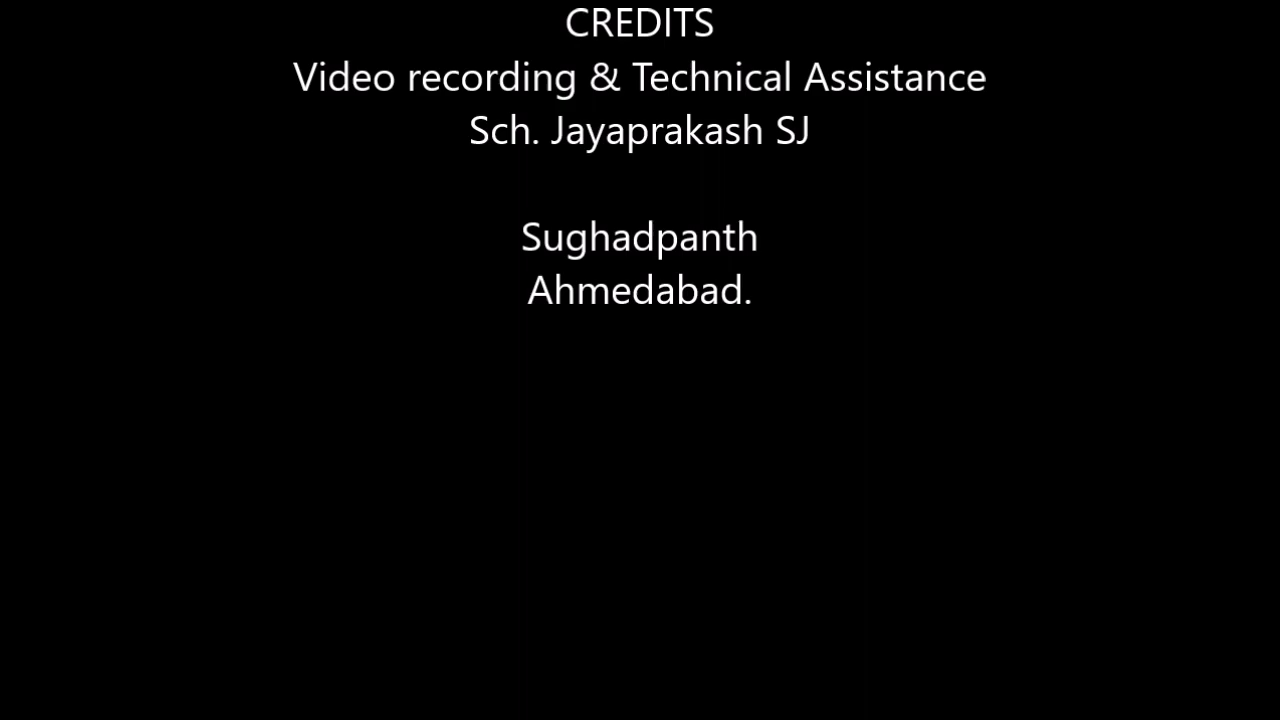 CREDITS
Video recording & Technical Assistance
Sch. Jayaprakash SJ
Sughadpanth
Ahmedabad.